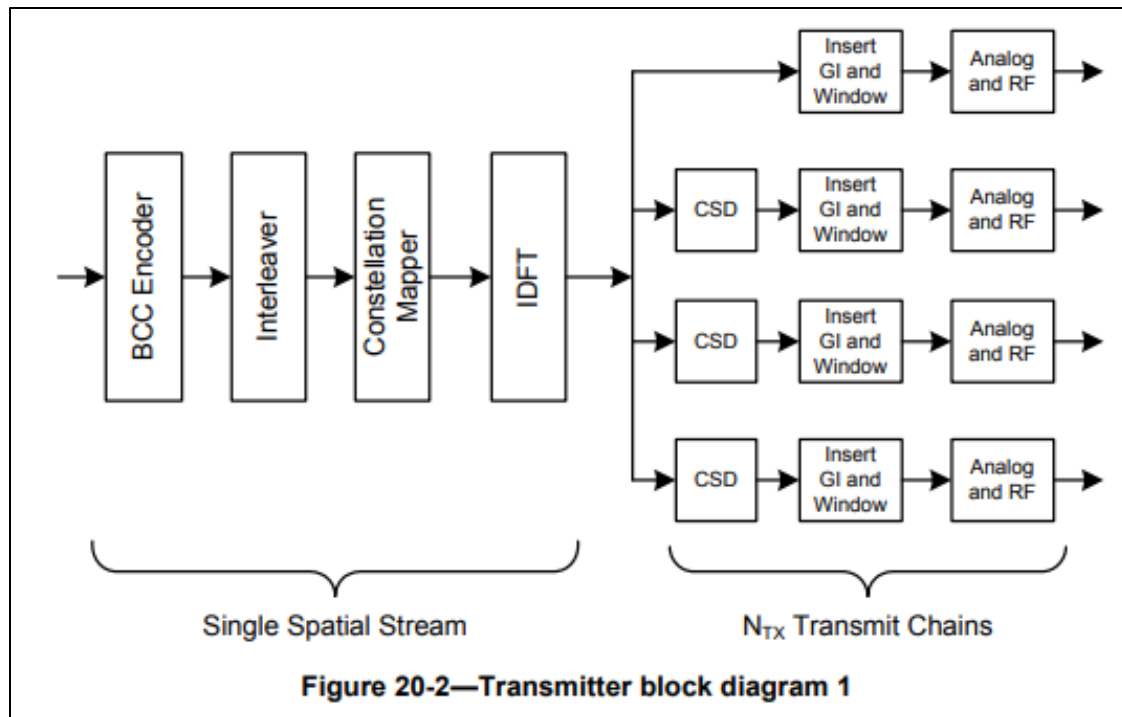 Insert
GI and
Window
Analog
and RF
BCC Encoder
Interleaver
Constellation
Mapper
IDFT
CSD
Insert
GI and
Window
Analog
and RF
CSD
Insert
GI and
Window
Analog
and RF
CSD
Insert
GI and
Window
Analog
and RF
Single Spatial Stream
NTX Transmit Chains
Figure 20-2—Transmitter block diagram 1